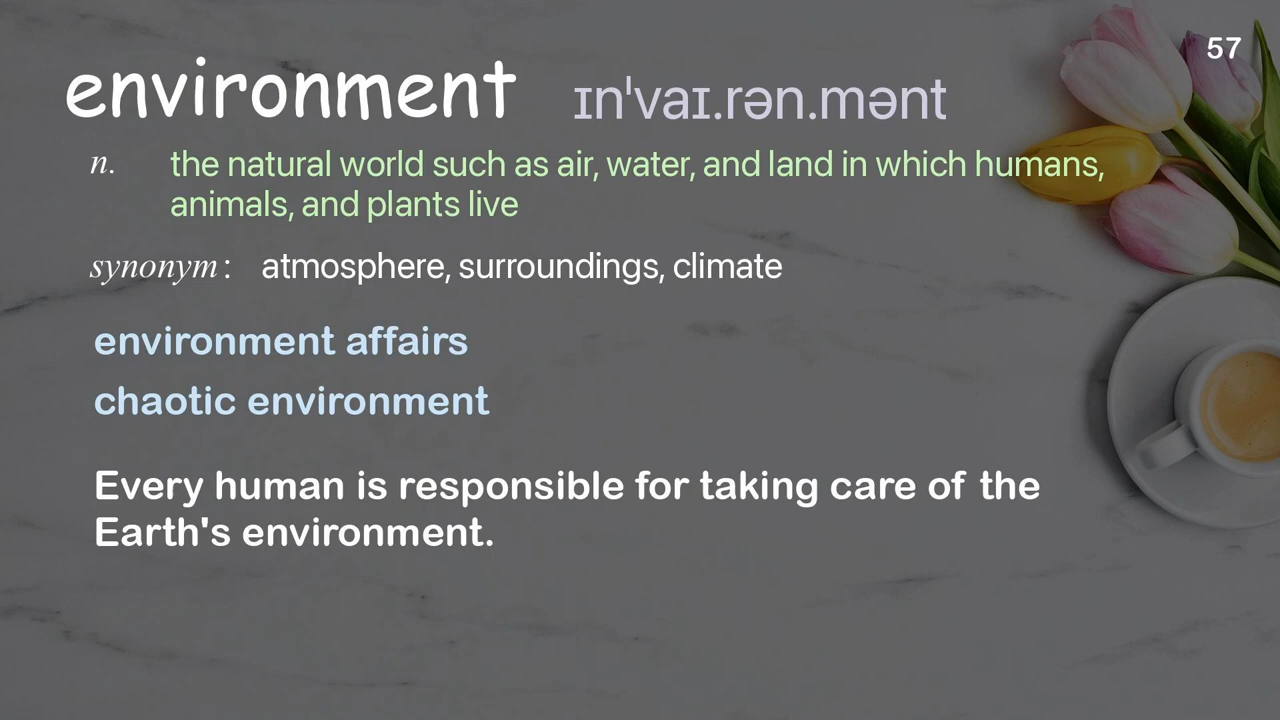 57
environment ɪnˈvaɪ.rən.mənt
n. the natural world such as air, water, and land in which humans,
animals, and plants live
synonym: atmosphere, surroundings, climate
environment affairs
chaotic environment
Every human is responsible for taking care of the
Earth's environment.